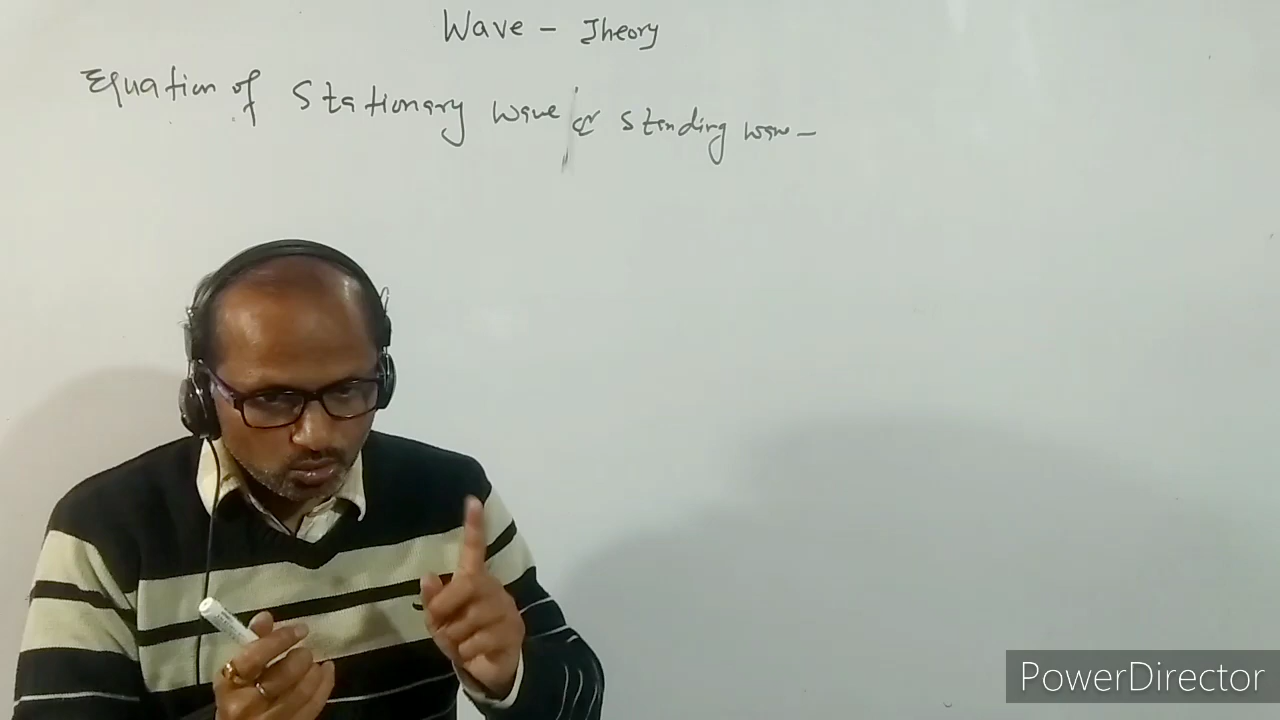 Wave - Theory
Equation of Stationary wave / or Standing wave -
PowerDirector